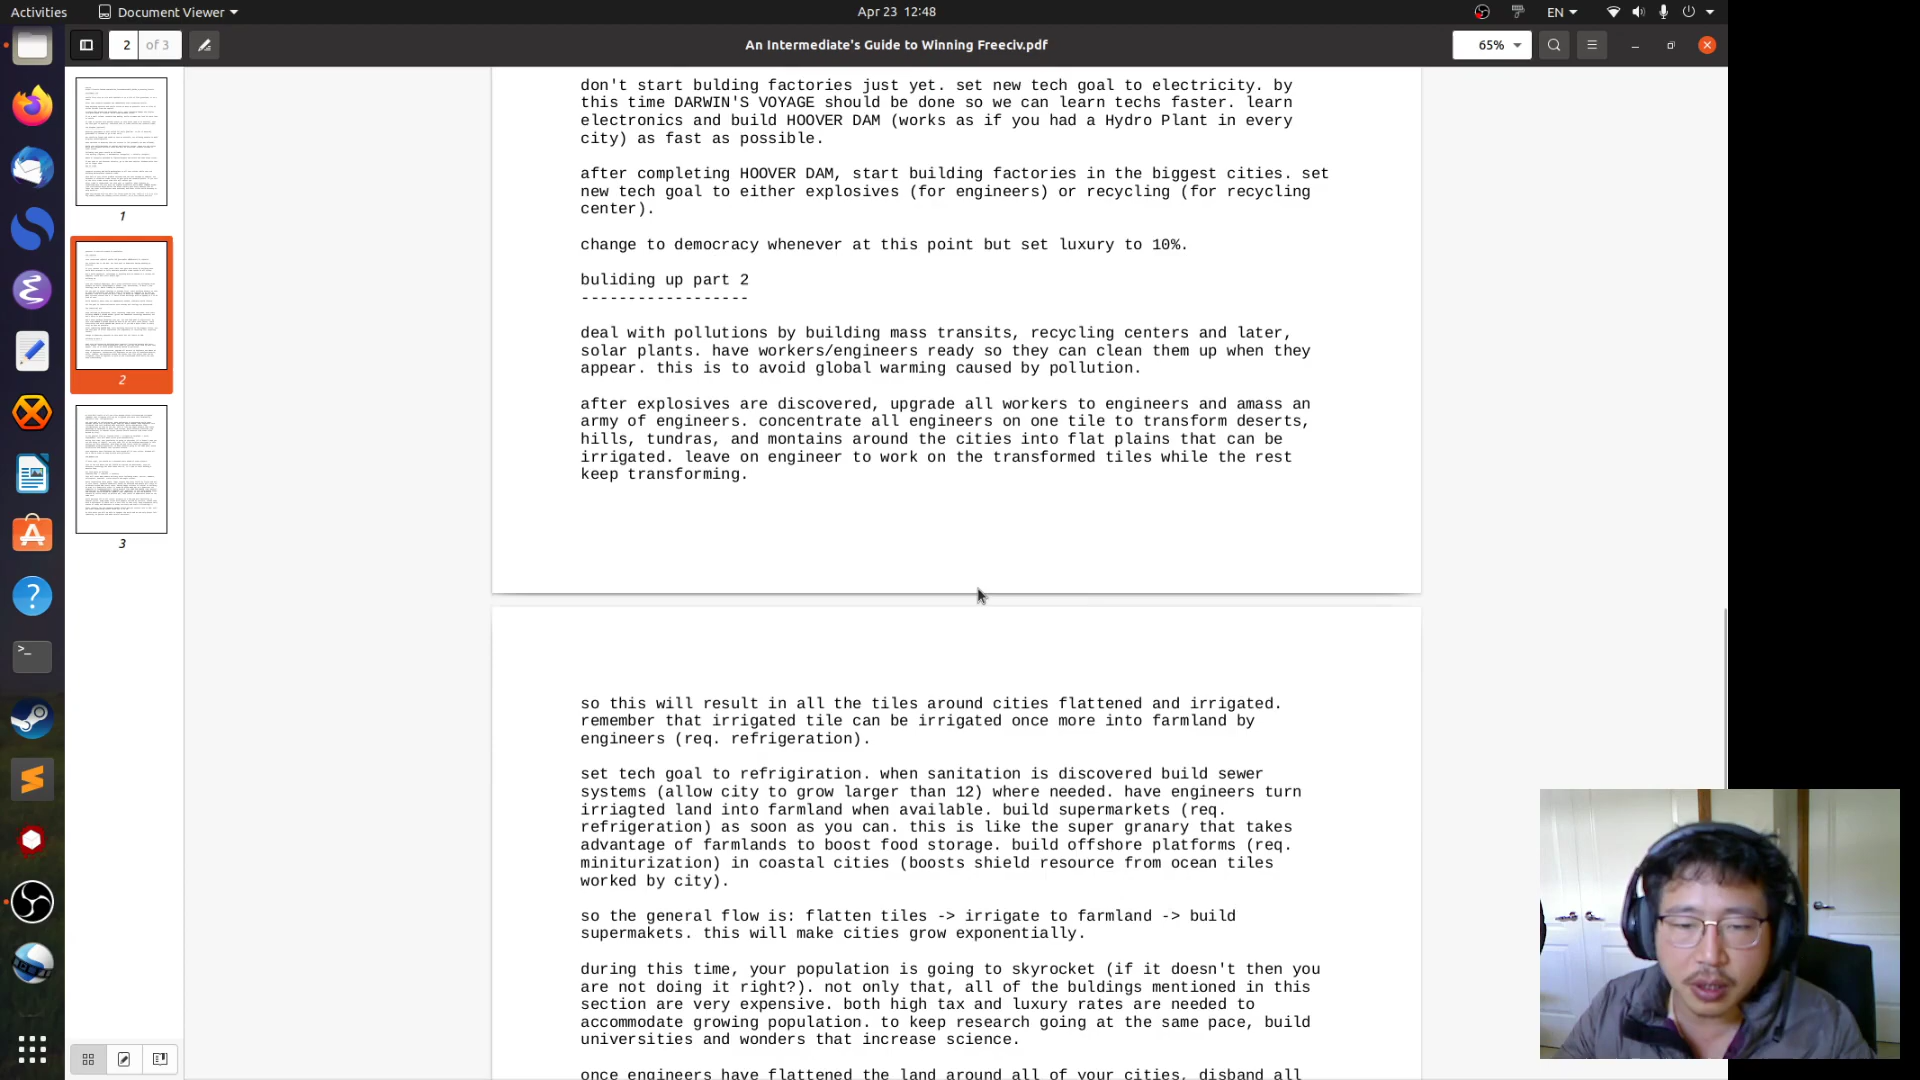 Activities
Document Viewer
Apr 23 12:48
EN
2
of 3
An Intermediate's Guide to Winning Freeciv.pdf
65%
1
2
3
don't start bulding factories just yet. set new tech goal to electricity. by
this time DARWIN'S VOYAGE should be done so we can learn techs faster. learn
electronics and build HOOVER DAM (works as if you had a Hydro Plant in every
city) as fast as possible.
after completing HOOVER DAM, start building factories in the biggest cities. set
new tech goal to either explosives (for engineers) or recycling (for recycling
center).
change to democracy whenever at this point but set luxury to 10%.
buliding up part 2
------------------
deal with pollutions by building mass transits, recycling centers and later,
solar plants. have workers/engineers ready so they can clean them up when they
appear. this is to avoid global warming caused by pollution.
after explosives are discovered, upgrade all workers to engineers and amass an
army of engineers. concentrate all engineers on one tile to transform deserts,
hills, tundras, and montains around the cities into flat plains that can be
irrigated. leave on engineer to work on the transformed tiles while the rest
keep transforming.
so this will result in all the tiles around cities flattened and irrigated.
remember that irrigated tile can be irrigated once more into farmland by
engineers (req. refrigeration).
set tech goal to refrigiration. when sanitation is discovered build sewer
systems (allow city to grow larger than 12) where needed. have engineers turn
irriagted land into farmland when available. build supermarkets (req.
refrigeration) as soon as you can. this is like the super granary that takes
advantage of farmlands to boost food storage. build offshore platforms (req.
miniturization) in coastal cities (boosts shield resource from ocean tiles
worked by city).
so the general flow is: flatten tiles -> irrigate to farmland -> build
supermakets. this will make cities grow exponentially.
during this time, your population is going to skyrocket (if it doesn't then you
are not doing it right?). not only that, all of the buldings mentioned in this
section are very expensive. both high tax and luxury rates are needed to
accommodate growing population. to keep research going at the same pace, build
universities and wonders that increase science.
once engineers have flattened the land around all of your cities, disband all